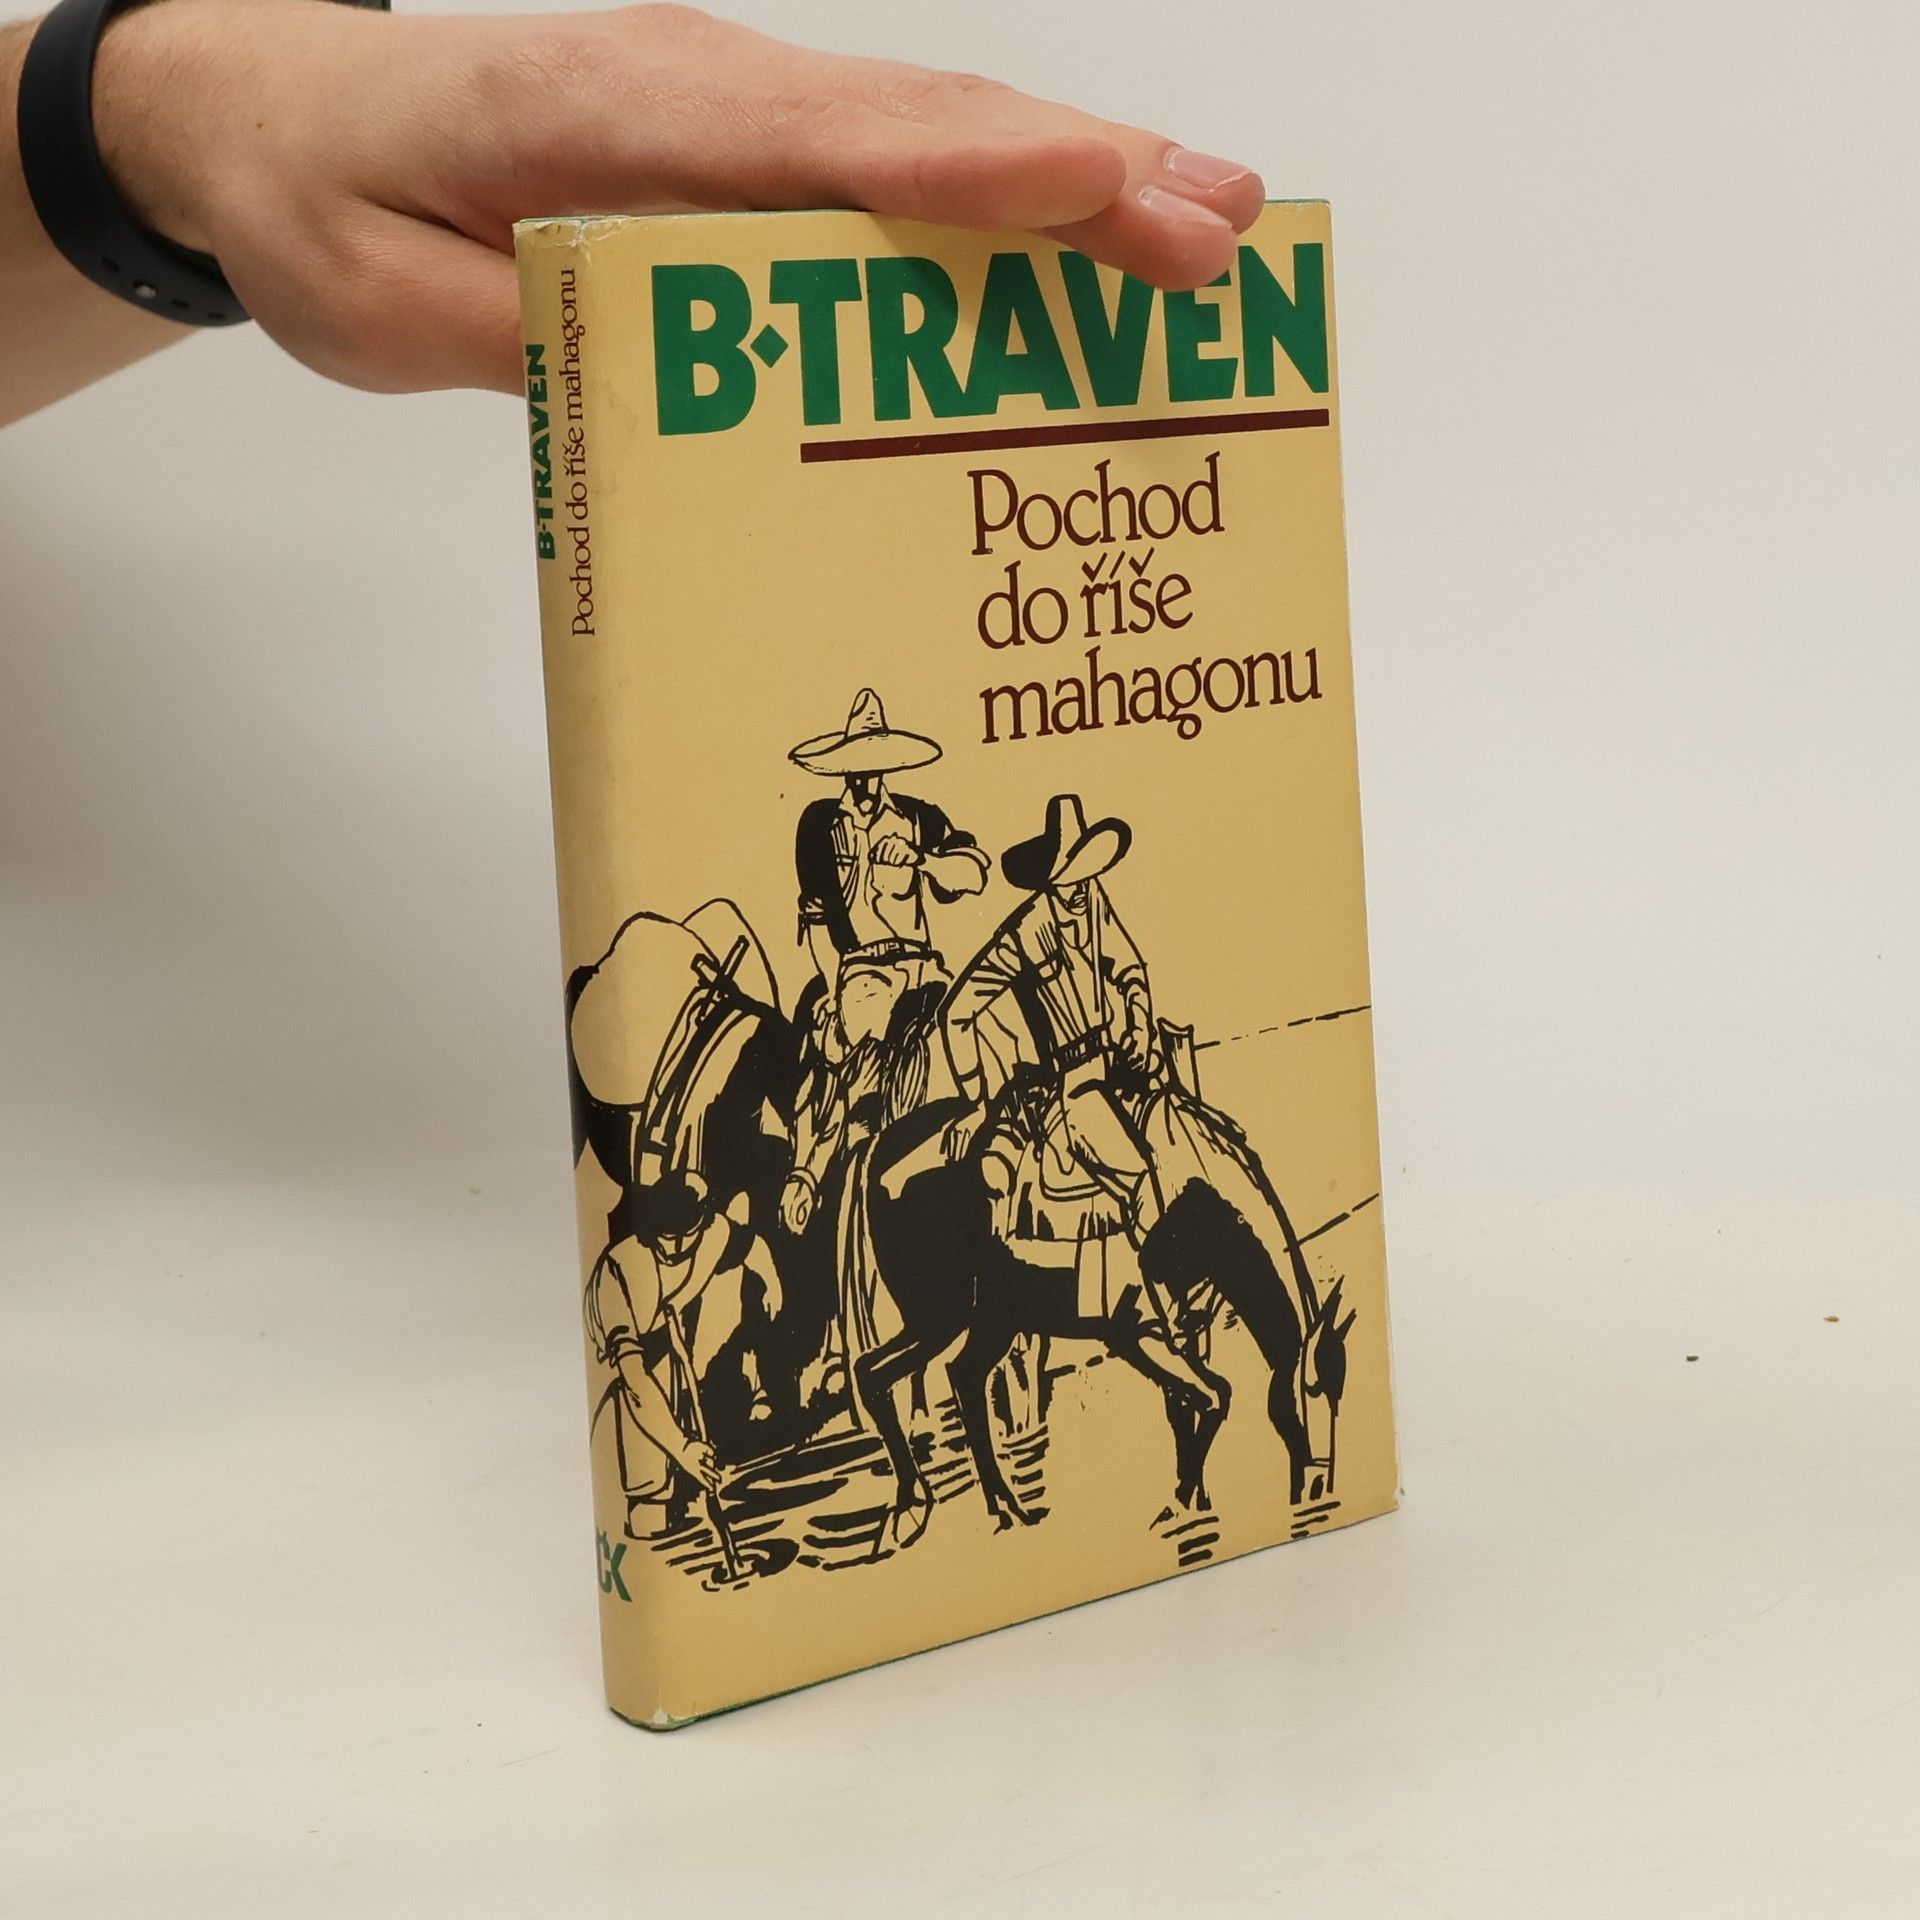 B·TRAVEN
Pochod
do říše
mahagonu
B·TRAVEN
Pochod do říše mahagonu